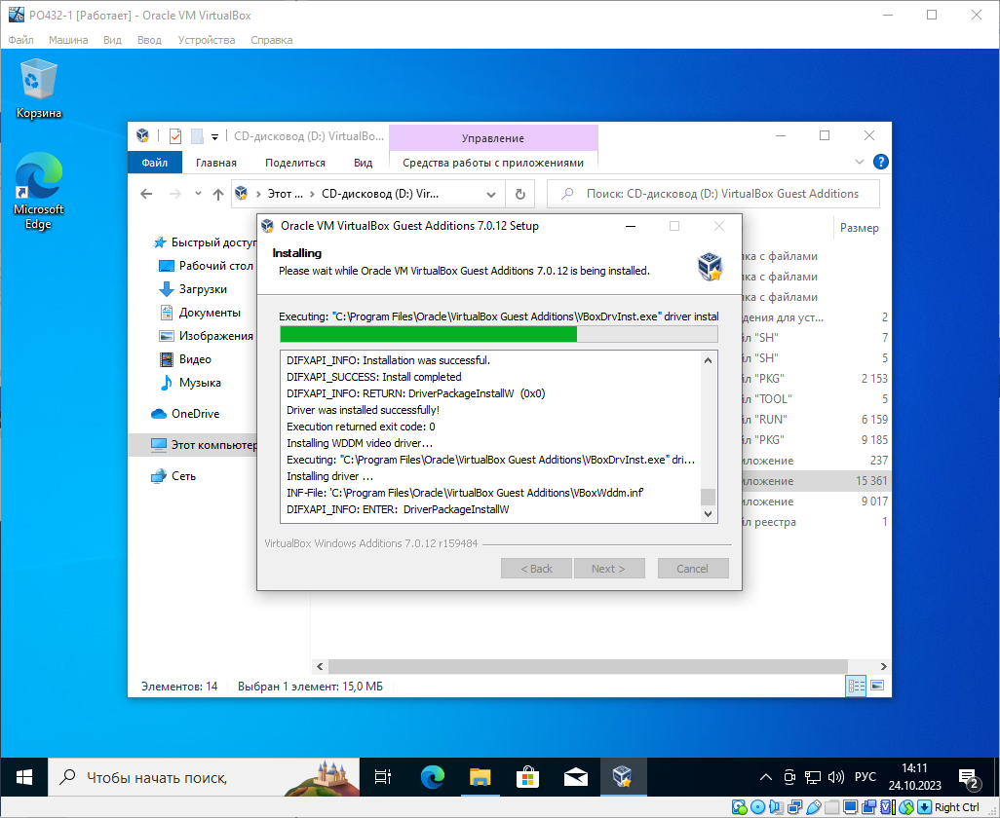 PO432-1 [Работает] - Oracle VM VirtualBox
Файл Машина Вид Ввод Устройства Справка
Корзина
Microsoft
Edge
CD-дисковод (D:) VirtualBo...
Управление
Файл Главная Поделиться Вид Средства работы с приложениями
Этот ... CD-дисковод (D:) Vir...
Поиск: CD-дисковод (D:) VirtualBox Guest Additions
Быстрый доступ
Рабочий стол
Загрузки
Документы
Изображения
Видео
Музыка
OneDrive
Этот компьютер
Сеть
Oracle VM VirtualBox Guest Additions 7.0.12 Setup
Installing
Please wait while Oracle VM VirtualBox Guest Additions 7.0.12 is being installed.
Executing: "C:\Program Files\Oracle\VirtualBox Guest Additions\VBoxDrvInst.exe" driver instal
DIFXAPI_INFO: Installation was successful.
DIFXAPI_SUCCESS: Install completed
DIFXAPI_INFO: RETURN: DriverPackageInstallW (0x0)
Driver was installed successfully!
Execution returned exit code: 0
Installing WDDM video driver...
Executing: "C:\Program Files\Oracle\VirtualBox Guest Additions\VBoxDrvInst.exe" dri...
Installing driver ...
INF-File: 'C:\Program Files\Oracle\VirtualBox Guest Additions\VBoxWddm.inf'
DIFXAPI_INFO: ENTER: DriverPackageInstallW
VirtualBox Windows Additions 7.0.12 r159484
< Back Next > Cancel
Размер
пка с файлами
пка с файлами
пка с файлами
едения для уст... 2
йл "SH" 7
йл "SH" 5
йл "PKG" 2 153
йл "TOOL" 5
йл "RUN" 6 159
йл "PKG" 9 185
иложение 237
иложение 15 361
иложение 9 017
йл реестра 1
Элементов: 14 Выбран 1 элемент: 15,0 МБ
Чтобы начать поиск,
РУС
14:11
24.10.2023
2
Right Ctrl